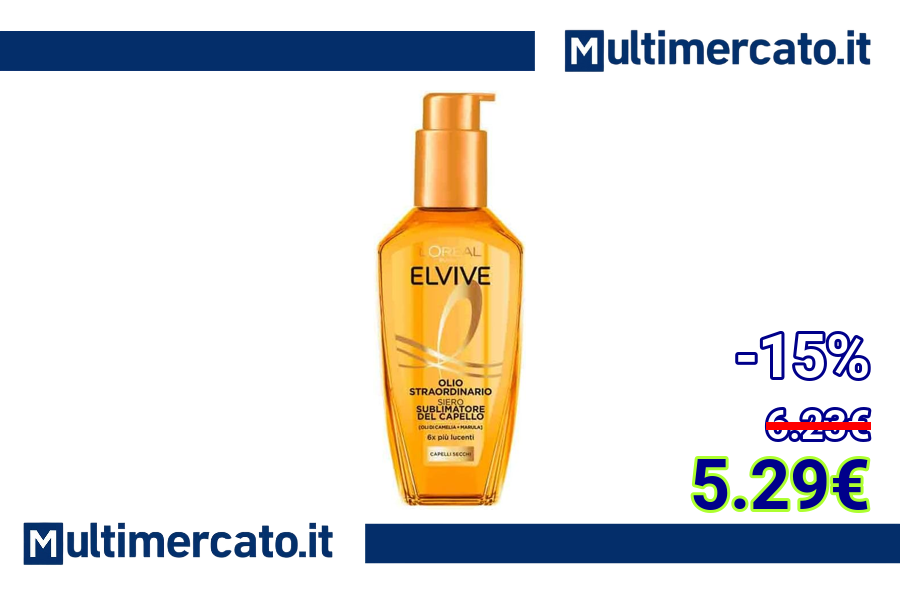 Multimercato.it
L'ORÉAL
ELVIVE
OLIO
STRAORDINARIO
SIERO
SUBLIMATORE
DEL CAPELLO
[OLI DI CAMELIA + MARULA]
6x più lucenti
CAPELLI SECCHI
-15%
6.23€
5.29€
Multimercato.it